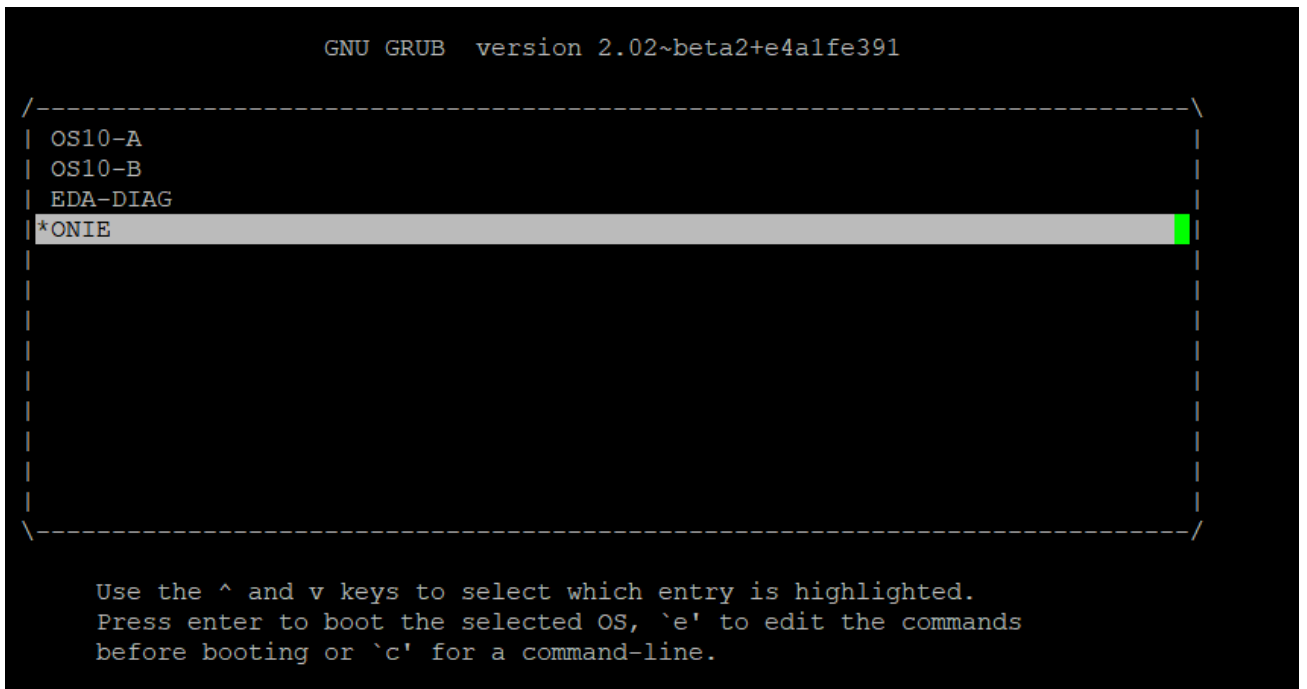 GNU GRUB  version 2.02~beta2+e4a1fe391
OS10-A
OS10-B
EDA-DIAG
*ONIE
Use the ^ and v keys to select which entry is highlighted.
Press enter to boot the selected OS, `e' to edit the commands
before booting or `c' for a command-line.